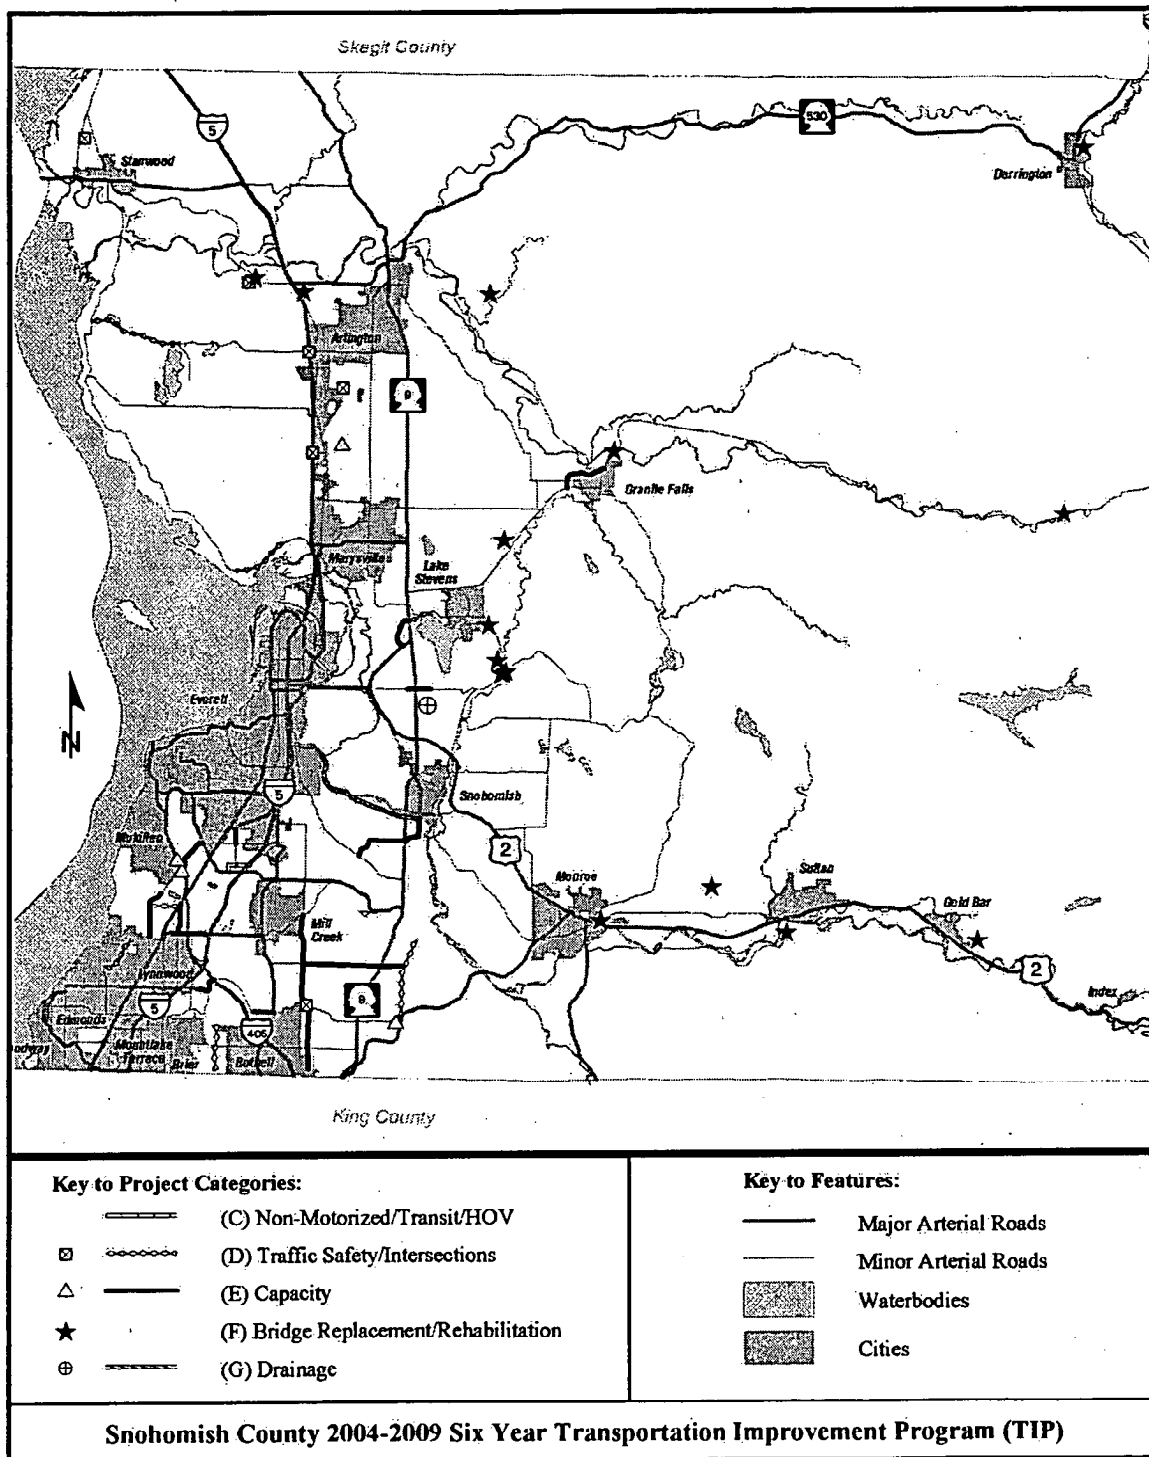 Skagit County
5
530
Stanwood
Darrington
Arlington
9
Granite Falls
Marysville
Lake
Stevens
Everett
N
5
Snohomish
2
Mukilteo
Monroe
Sultan
Gold Bar
Mill
Creek
Lynnwood
9
2
Index
5
Edmonds
405
Mountlake
Terrace
Brier
Bothell
King County
Key to Project Categories:
(C) Non-Motorized/Transit/HOV
(D) Traffic Safety/Intersections
(E) Capacity
(F) Bridge Replacement/Rehabilitation
(G) Drainage
Key to Features:
Major Arterial Roads
Minor Arterial Roads
Waterbodies
Cities
Snohomish County 2004-2009 Six Year Transportation Improvement Program (TIP)